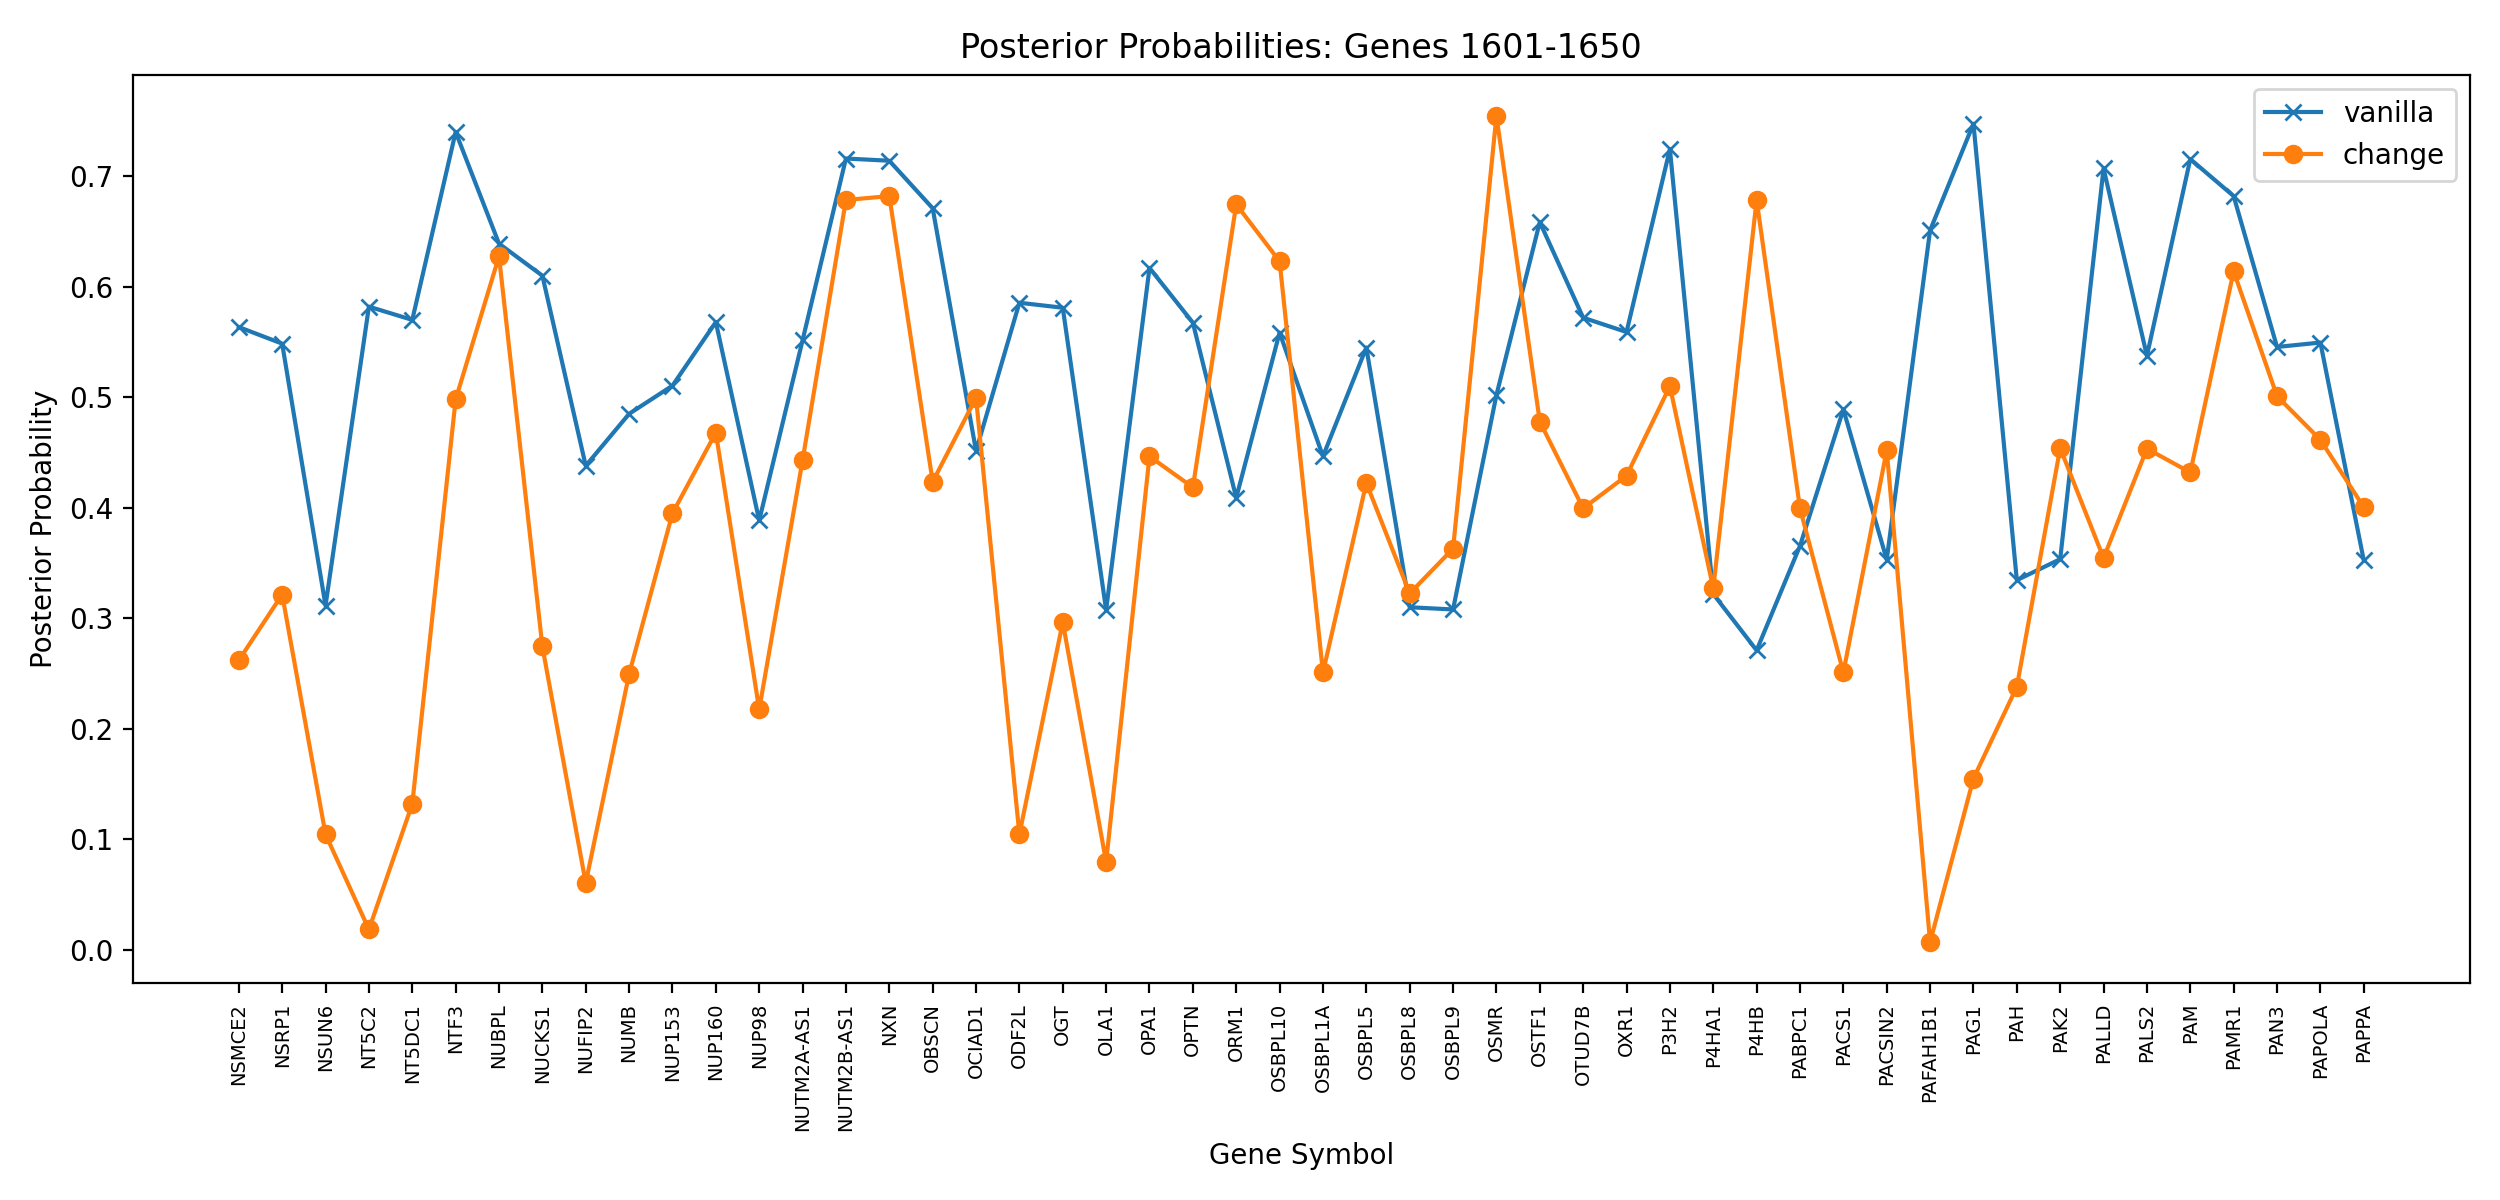 Posterior Probabilities: Genes 1601-1650
vanilla
change
Posterior Probability
0.7
0.6
0.5
0.4
0.3
0.2
0.1
0.0
NSMCE2
NSRP1
NSUN6
NT5C2
NT5DC1
NTF3
NUBPL
NUCKS1
NUFIP2
NUMB
NUP153
NUP160
NUP98
NUTM2A-AS1
NUTM2B-AS1
NXN
OBSCN
OCIAD1
ODF2L
OGT
OLA1
OPA1
OPTN
ORM1
OSBPL10
OSBPL1A
OSBPL5
OSBPL8
OSBPL9
OSMR
OSTF1
OTUD7B
OXR1
P3H2
P4HA1
P4HB
PABPC1
PACS1
PACSIN2
PAFAH1B1
PAG1
PAH
PAK2
PALLD
PALS2
PAM
PAMR1
PAN3
PAPOLA
PAPPA
Gene Symbol